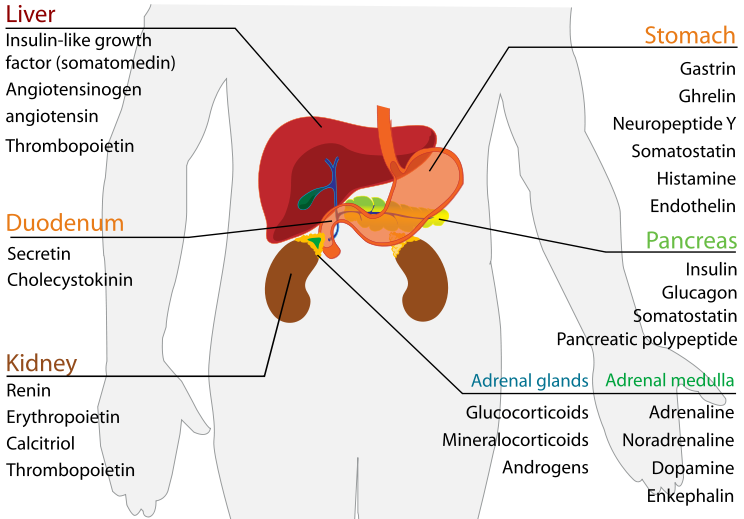 Liver
Insulin-like growth
factor (somatomedin)
Angiotensinogen
angiotensin
Thrombopoietin
Stomach
Gastrin
Ghrelin
Neuropeptide Y
Somatostatin
Histamine
Endothelin
Duodenum
Secretin
Cholecystokinin
Pancreas
Insulin
Glucagon
Somatostatin
Pancreatic polypeptide
Kidney
Renin
Erythropoietin
Calcitriol
Thrombopoietin
Adrenal glands
Glucocorticoids
Mineralocorticoids
Androgens
Adrenal medulla
Adrenaline
Noradrenaline
Dopamine
Enkephalin